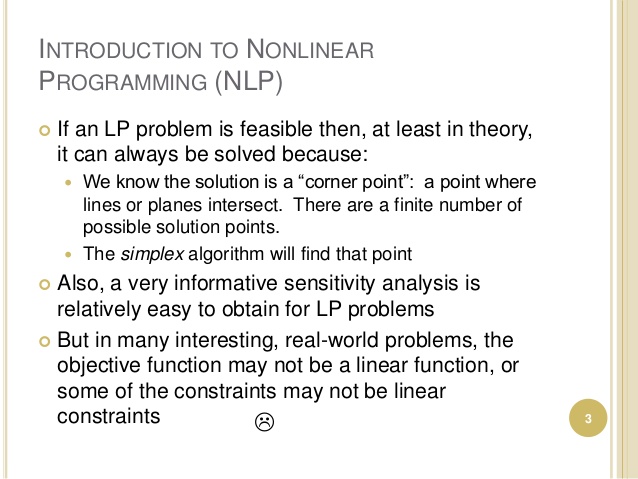 INTRODUCTION TO NONLINEAR
PROGRAMMING (NLP)
If an LP problem is feasible then, at least in theory,
it can always be solved because:
We know the solution is a “corner point”: a point where
lines or planes intersect. There are a finite number of
possible solution points.
The simplex algorithm will find that point
Also, a very informative sensitivity analysis is
relatively easy to obtain for LP problems
But in many interesting, real-world problems, the
objective function may not be a linear function, or
some of the constraints may not be linear
constraints ☹
3